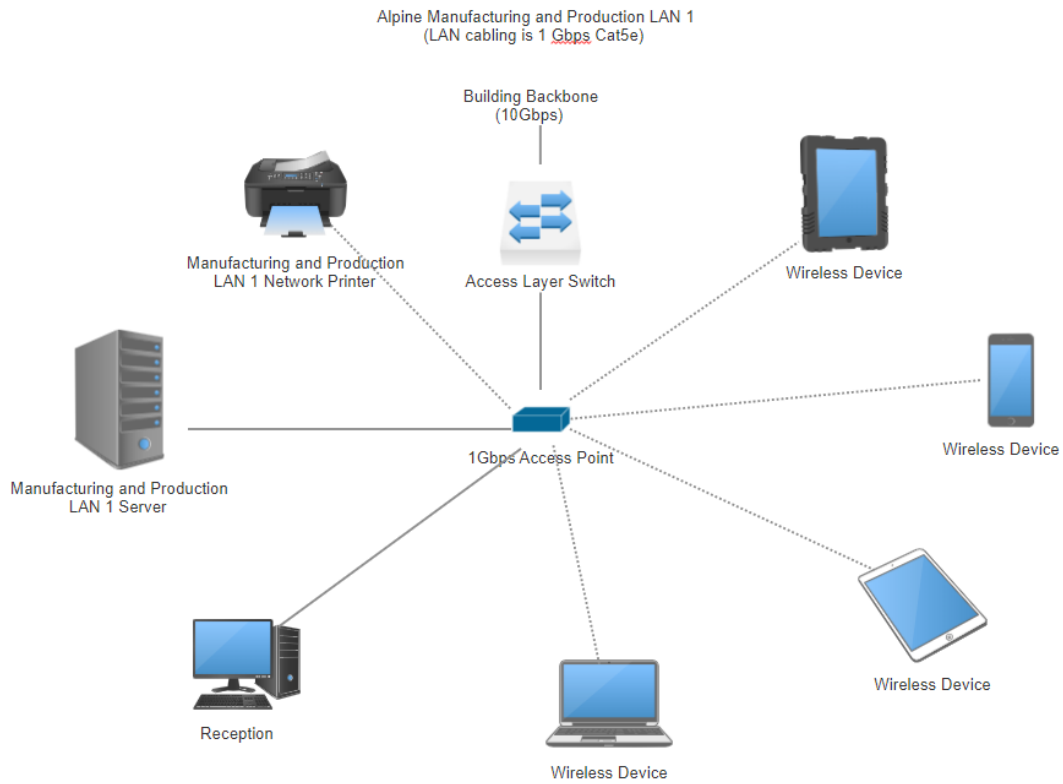 Alpine Manufacturing and Production LAN 1
(LAN cabling is 1 Gbps Cat5e)
Building Backbone
(10Gbps)
Manufacturing and Production
LAN 1 Network Printer
Access Layer Switch
Wireless Device
Wireless Device
1Gbps Access Point
Manufacturing and Production
LAN 1 Server
Wireless Device
Reception
Wireless Device